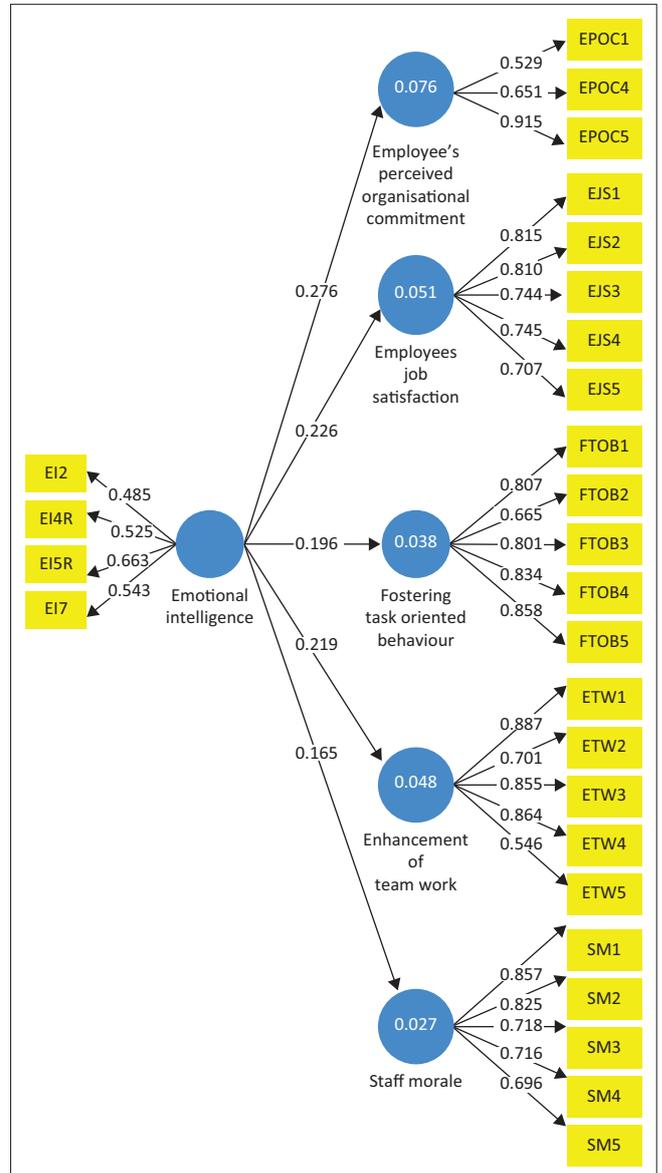 EPOC1
0.529
0.076
EPOC4
0.651
0.915
EPOC5
Employee's
perceived
organisational
commitment
EJS1
0.815
EJS2
0.810
0.276
0.051
0.744
EJS3
0.745
EJS4
Employees
job
satisfaction
0.707
EJS5
0.226
FTOB1
EI2
0.807
0.485
FTOB2
0.665
EI4R
0.525
0.196
0.038
0.801
FTOB3
EI5R
0.663
0.834
FTOB4
0.543
EI7
Emotional
intelligence
Fostering
task oriented
behaviour
0.858
FTOB5
0.219
ETW1
0.887
ETW2
0.165
0.701
0.048
0.855
ETW3
0.864
ETW4
Enhancement
of
team work
0.546
ETW5
SM1
0.857
SM2
0.825
0.027
0.718
SM3
0.716
Staff morale
0.696
SM4
SM5